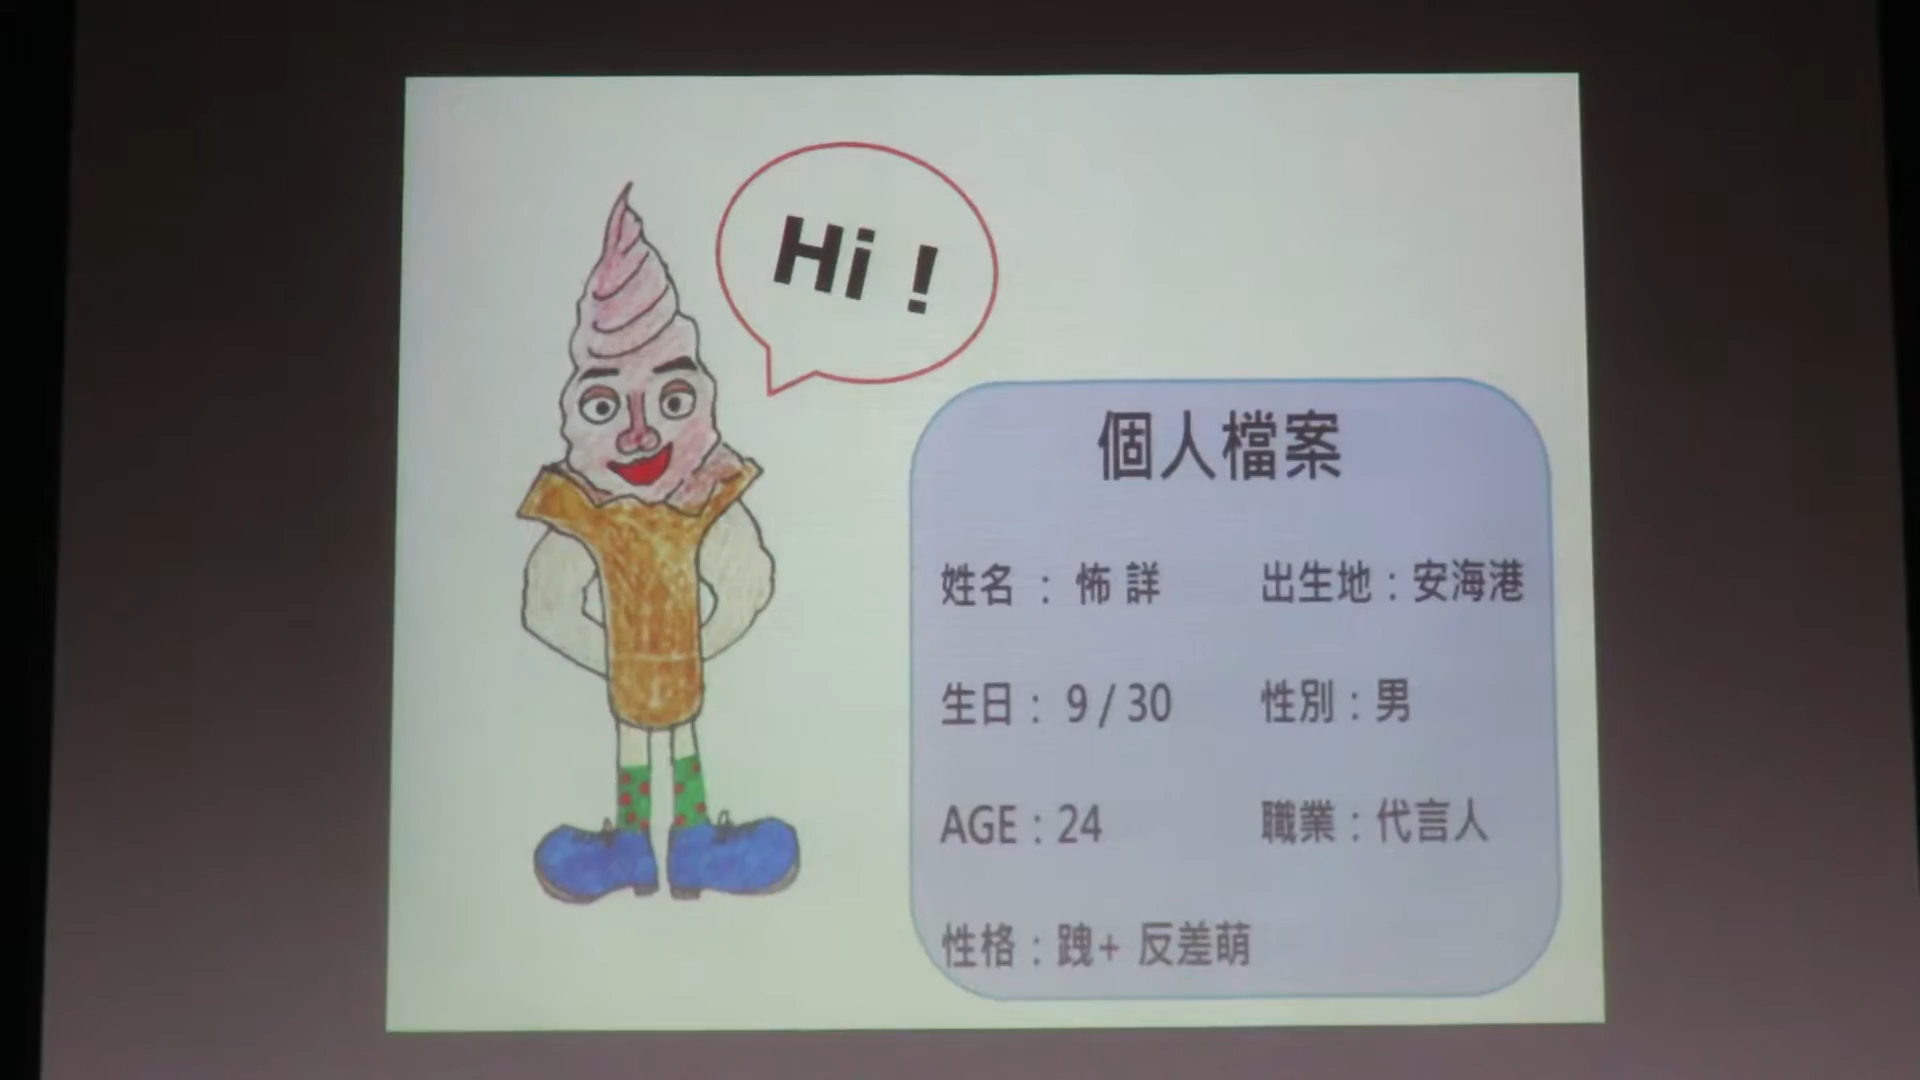 Hi !
個人檔案
姓名 : 怖 詳
出生地 : 安海港
生日 : 9 / 30
性別 : 男
AGE : 24
職業 : 代言人
性格 : 跩+ 反差萌